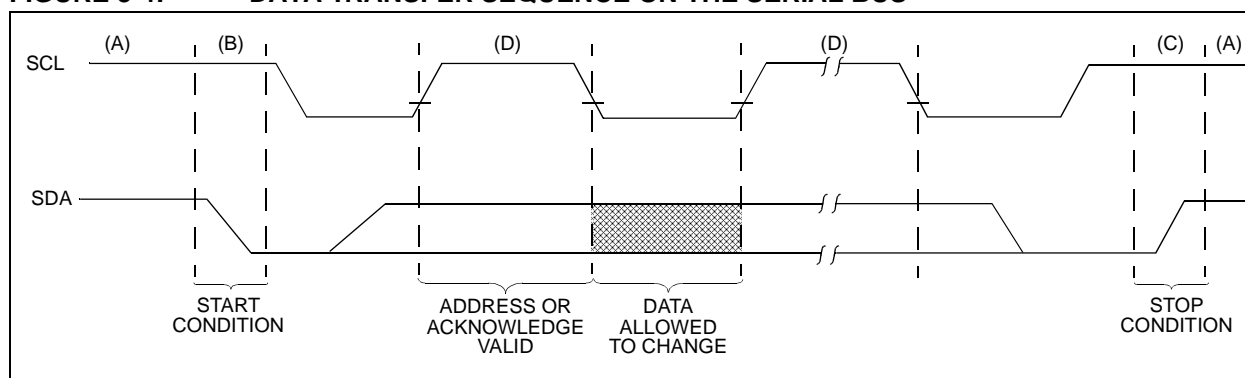 (A) (B) (D) (D) (C) (A)
SCL
SDA
START
CONDITION
ADDRESS OR
ACKNOWLEDGE
VALID
DATA
ALLOWED
TO CHANGE
STOP
CONDITION